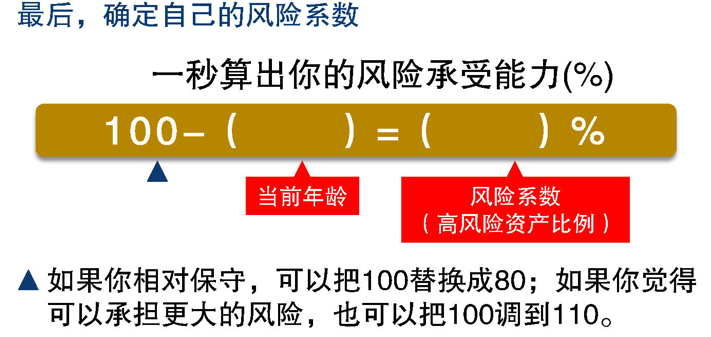 最后，确定自己的风险系数
一秒算出你的风险承受能力(%)
100-（　　　）=（　　　）%
当前年龄
风险系数
（高风险资产比例）
▲ 如果你相对保守，可以把100替换成80；如果你觉得
可以承担更大的风险，也可以把100调到110。